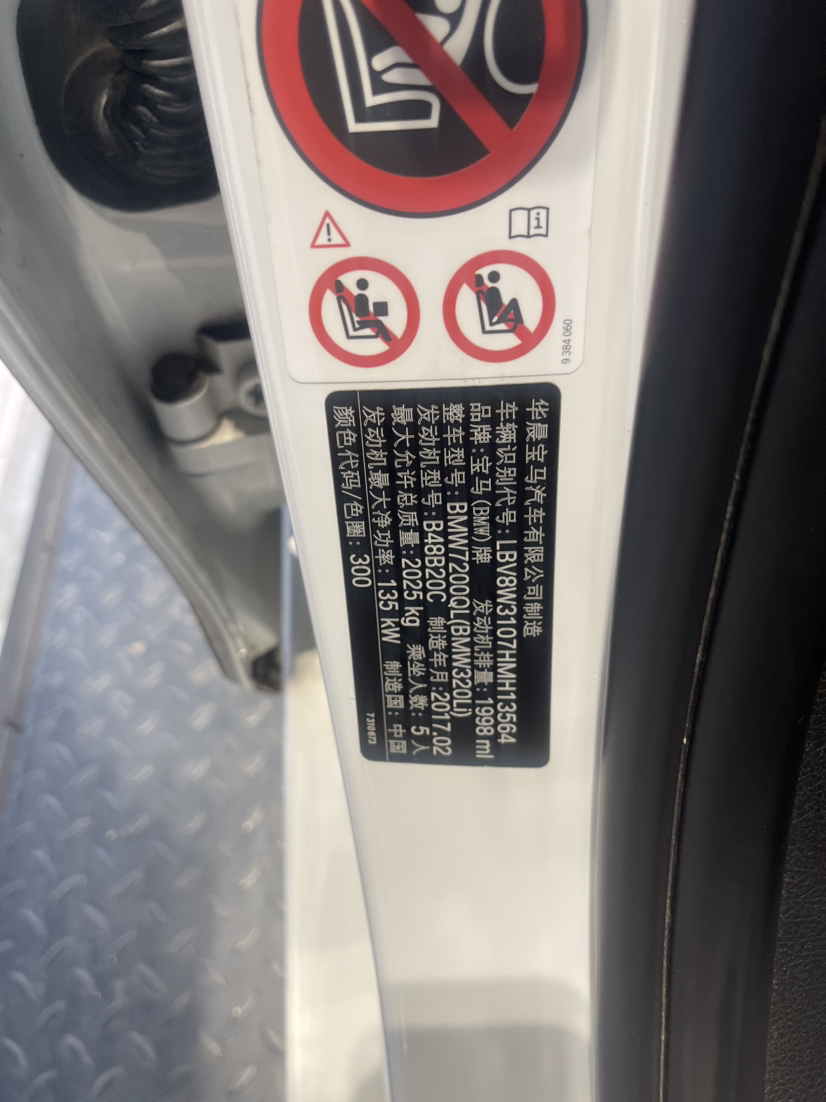 9 384 060
华晨宝马汽车有限公司制造
车辆识别代号: LBV8W3107HMH13564
品牌: 宝马(BMW)牌 发动机排量: 1998 ml
整车型号: BMW7200QL(BMW320Li)
发动机型号: B48B20C 制造年月: 2017.02
最大允许总质量: 2025 kg 乘坐人数: 5 人
发动机最大净功率: 135 kW 制造国: 中国
颜色代码/色圈: 300
7310673